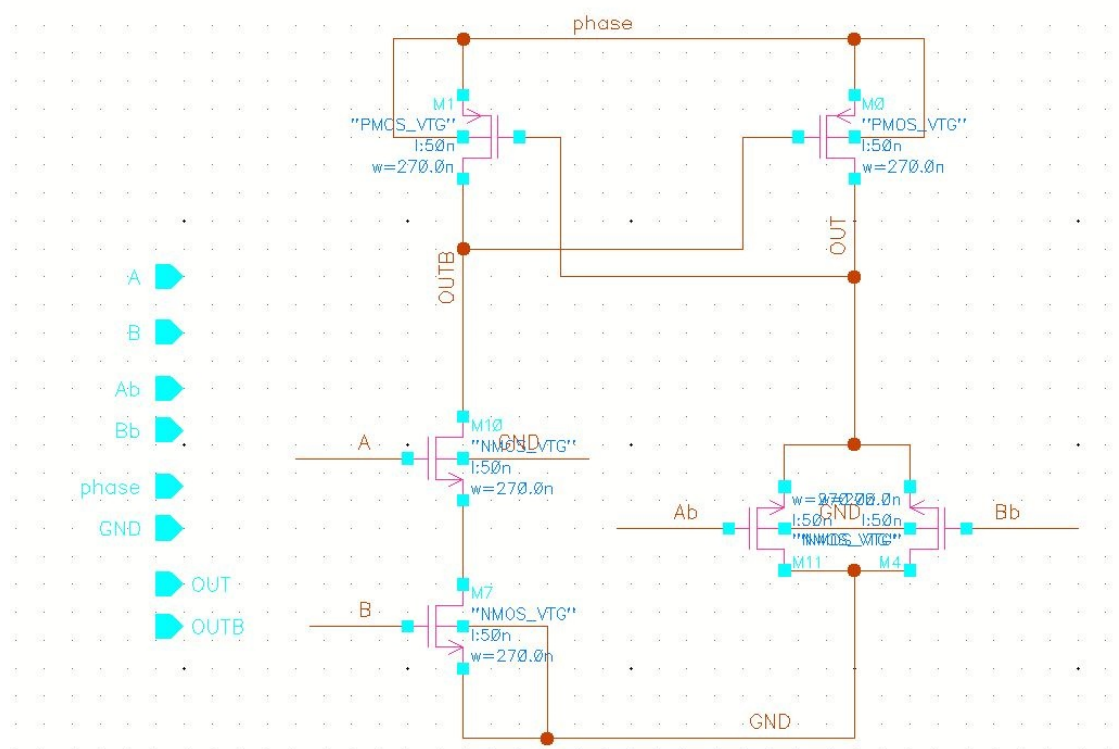 phase
M1
"PMOS_VTG"
l:50n
w=270.0n
M0
"PMOS_VTG"
l:50n
w=270.0n
OUTB
OUT
A
B
Ab
Bb
phase
GND
OUT
OUTB
A
M10
"NMOS_VTG"
GND
l:50n
w=270.0n
B
M7
"NMOS_VTG"
l:50n
w=270.0n
Ab
GND
l:50n
l:50n
M11
M4
Bb
GND